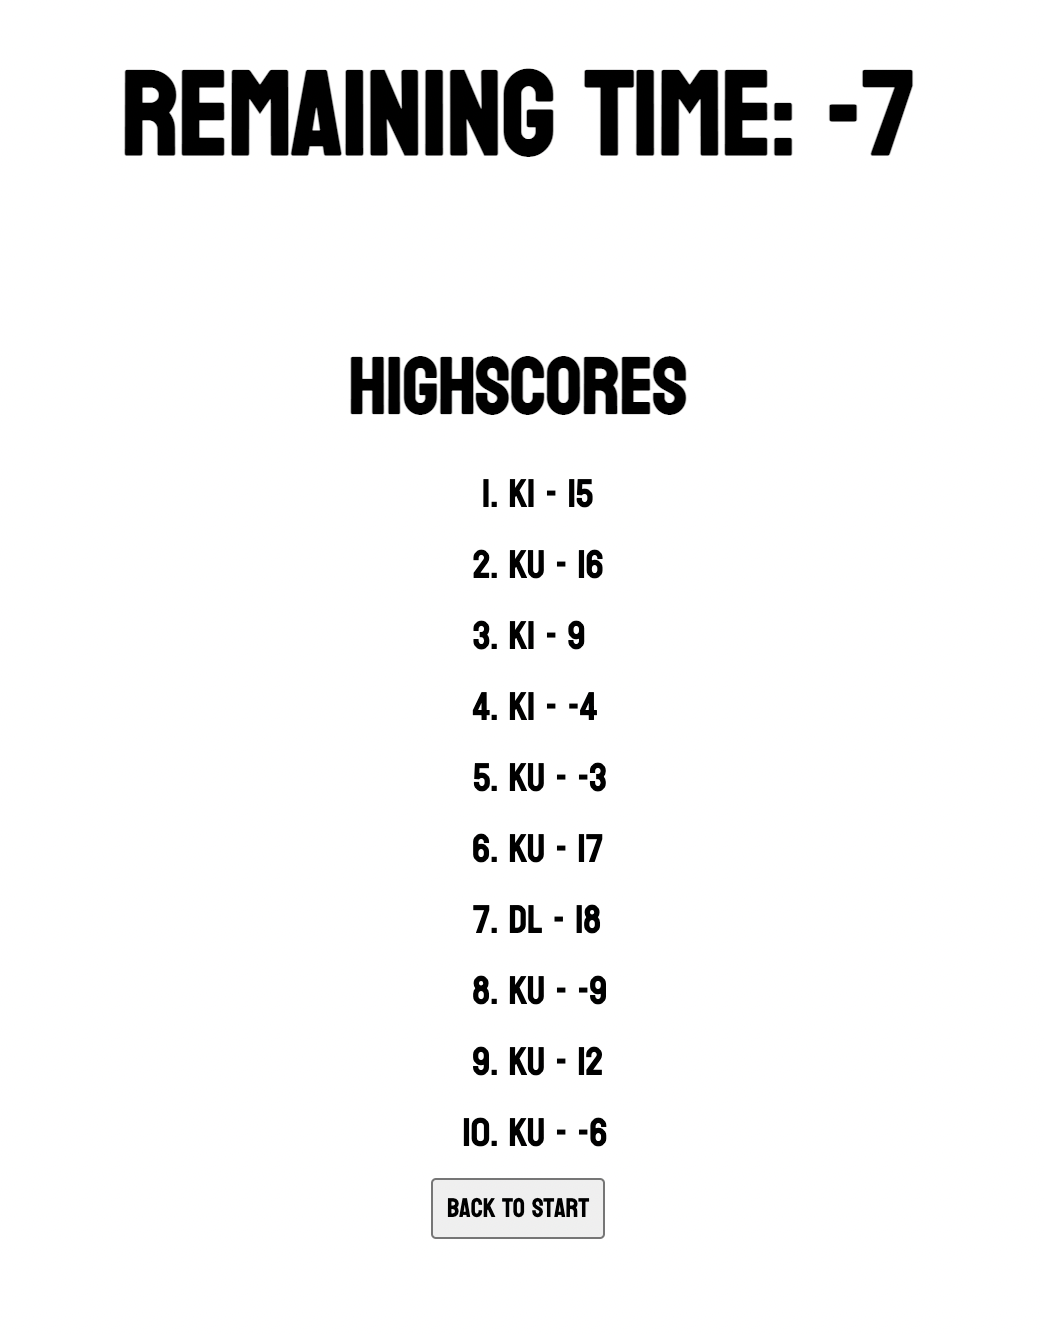 REMAINING TIME: -7
HIGHSCORES
1. KI - 15
2. KU - 16
3. KI - 9
4. KI - -4
5. KU - -3
6. KU - 17
7. DL - 18
8. KU - -9
9. KU - 12
10. KU - -6
BACK TO START